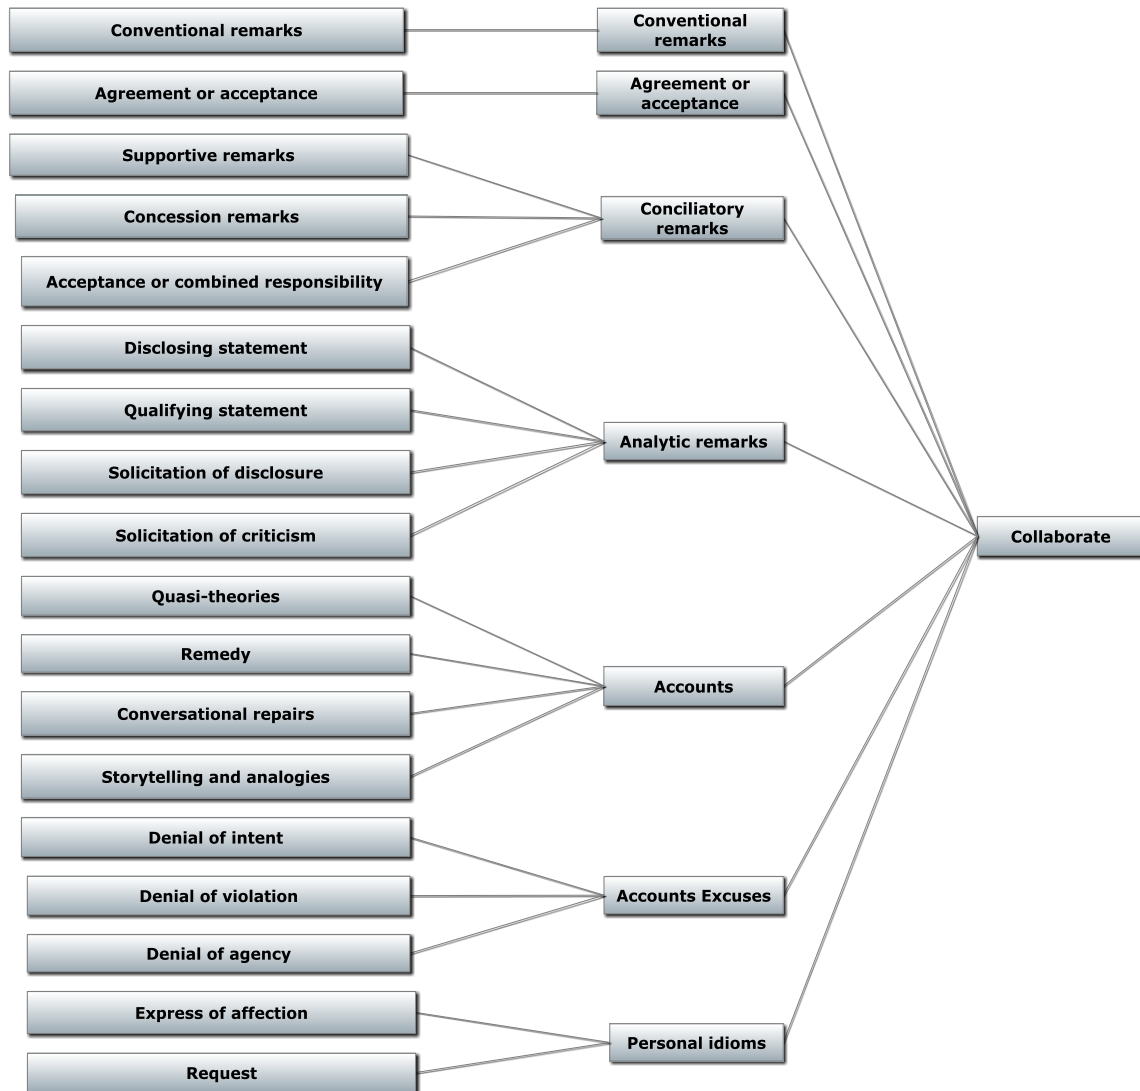 Conventional remarks
Conventional
remarks
Agreement or acceptance
Agreement or
acceptance
Supportive remarks
Concession remarks
Acceptance or combined responsibility
Conciliatory
remarks
Disclosing statement
Qualifying statement
Solicitation of disclosure
Solicitation of criticism
Analytic remarks
Quasi-theories
Remedy
Conversational repairs
Storytelling and analogies
Accounts
Denial of intent
Denial of violation
Denial of agency
Accounts Excuses
Express of affection
Request
Personal idioms
Collaborate